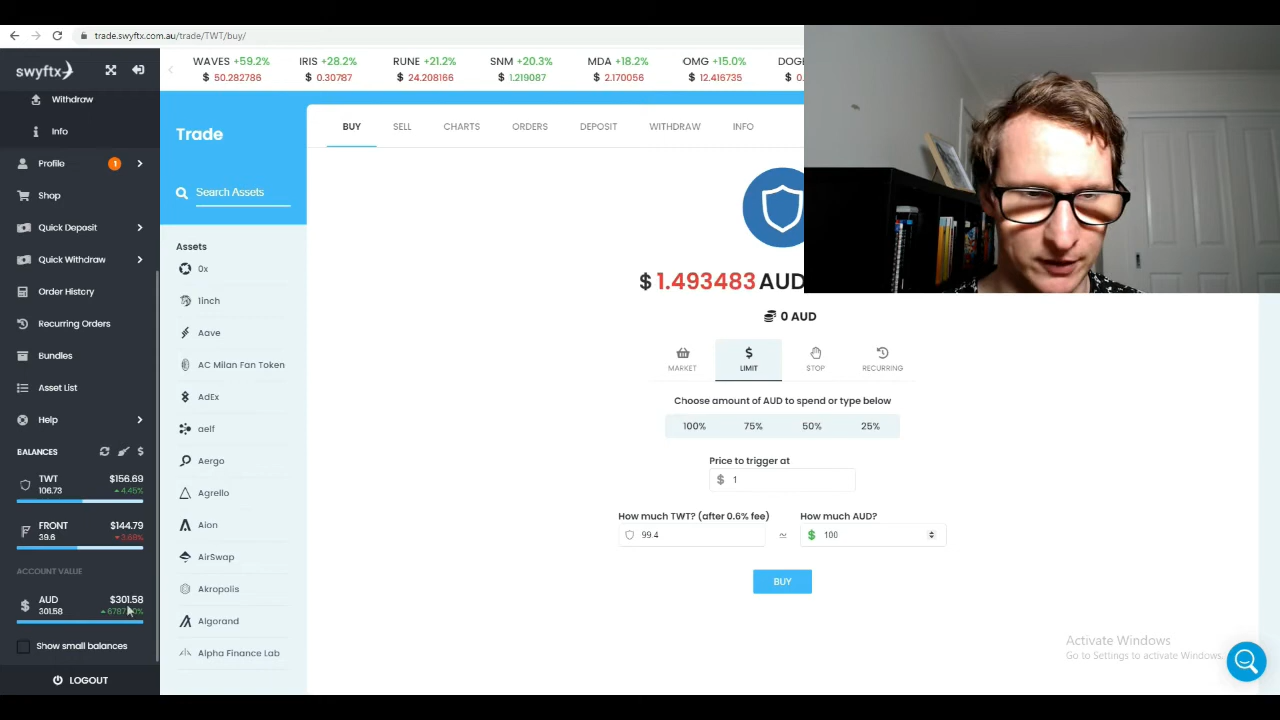 trade.swyftx.com.au/trade/TWT/buy/
swyftx
WAVES +59.2% IRIS +28.2% RUNE +21.2% SNM +20.3% MDA +18.2% OMG +15.0%
$ 50.282786 $ 0.30787 $ 24.208166 $ 1.219087 $ 2.170056 $ 12.416735 $
Withdraw
Info
Profile 1
Shop
Quick Deposit
Quick Withdraw
Order History
Recurring Orders
Bundles
Asset List
Help
BALANCES $
TWT $156.69
106.73 4.45%
FRONT $144.79
39.6 3.68%
ACCOUNT VALUE
$ AUD $301.58
301.58
Show small balances
LOGOUT
Trade
Search Assets
Assets
0x
1inch
Aave
AC Milan Fan Token
AdEx
aelf
Aergo
Agrello
Aion
AirSwap
Akropolis
Algorand
Alpha Finance Lab
BUY SELL CHARTS ORDERS DEPOSIT WITHDRAW INFO
$ 1.493483 AUD
0 AUD
$
MARKET LIMIT STOP RECURRING
Choose amount of AUD to spend or type below
100% 75% 50% 25%
Price to trigger at
$ 1
How much TWT? (after 0.6% fee) How much AUD?
99.4 ≃ $ 100
BUY
Activate Windows
Go to Settings to activate Windows.